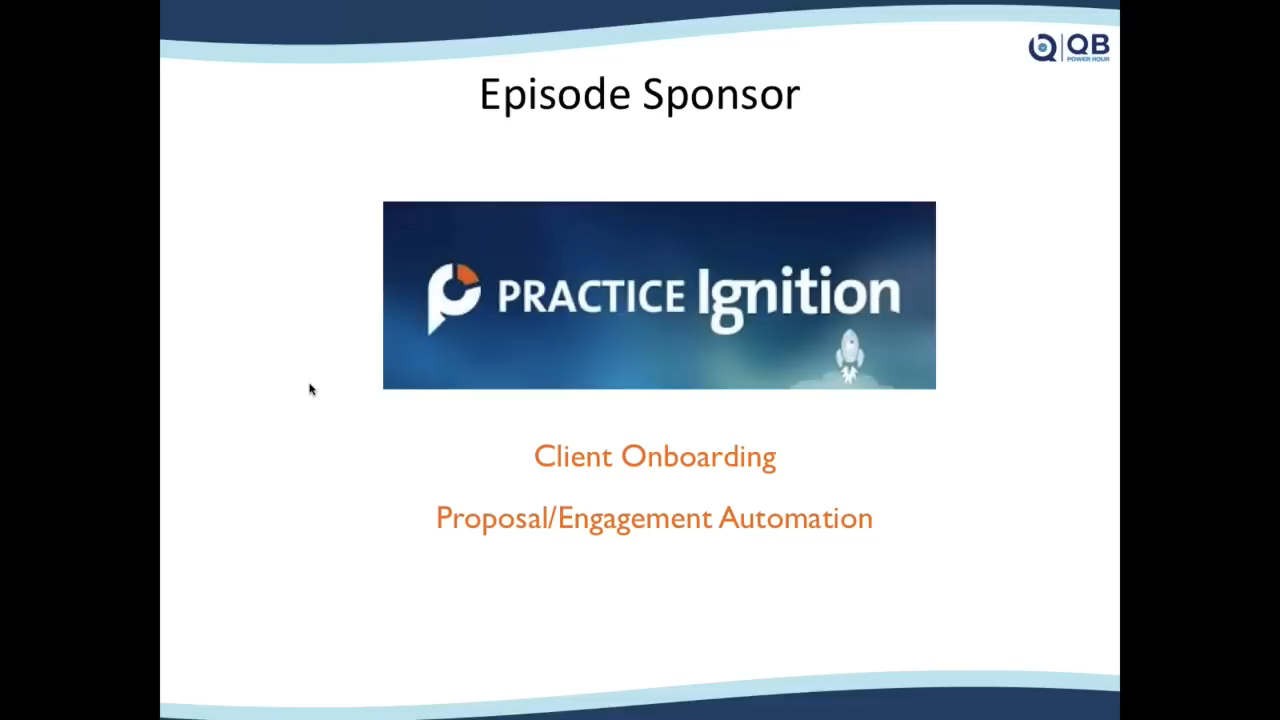 QB
POWER HOUR
Episode Sponsor
PRACTICE Ignition
Client Onboarding
Proposal/Engagement Automation